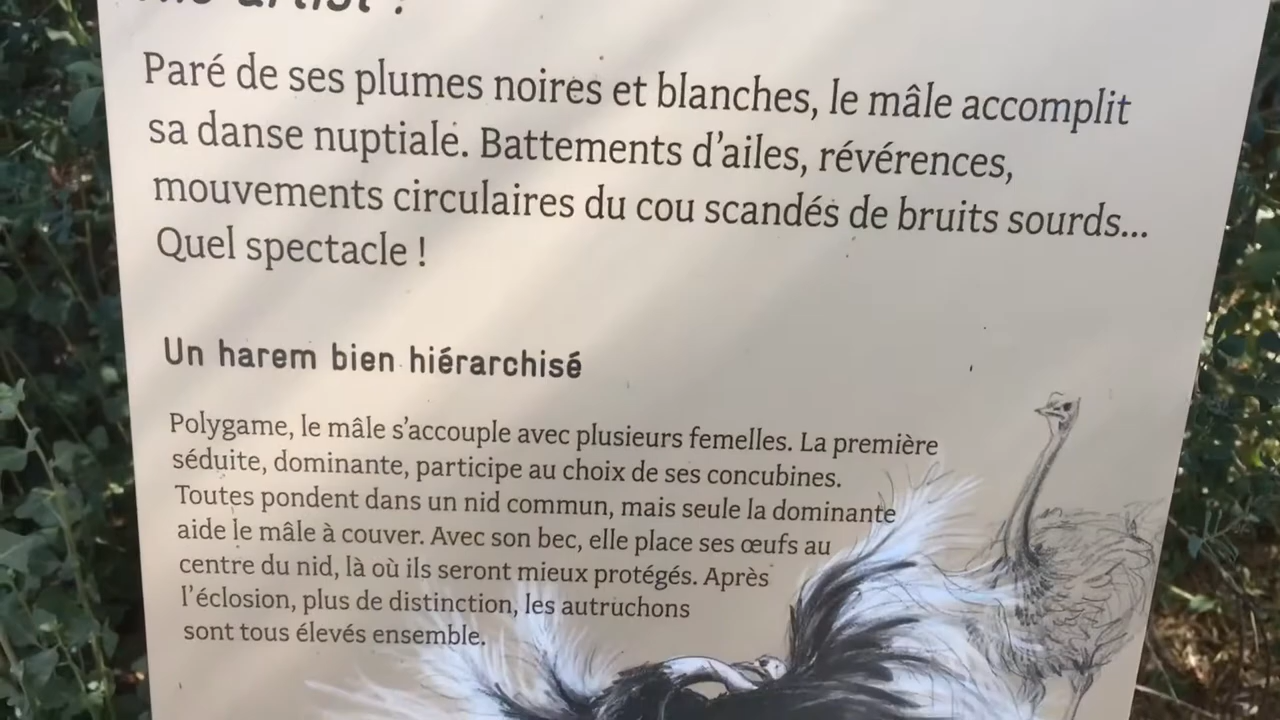 artist !
Paré de ses plumes noires et blanches, le mâle accomplit
sa danse nuptiale. Battements d'ailes, révérences,
mouvements circulaires du cou scandés de bruits sourds...
Quel spectacle !
Un harem bien hiérarchisé
Polygame, le mâle s'accouple avec plusieurs femelles. La première
séduite, dominante, participe au choix de ses concubines.
Toutes pondent dans un nid commun, mais seule la dominante
aide le mâle à couver. Avec son bec, elle place ses œufs au
centre du nid, là où ils seront mieux protégés. Après
l'éclosion, plus de distinction, les autruchons
sont tous élevés ensemble.